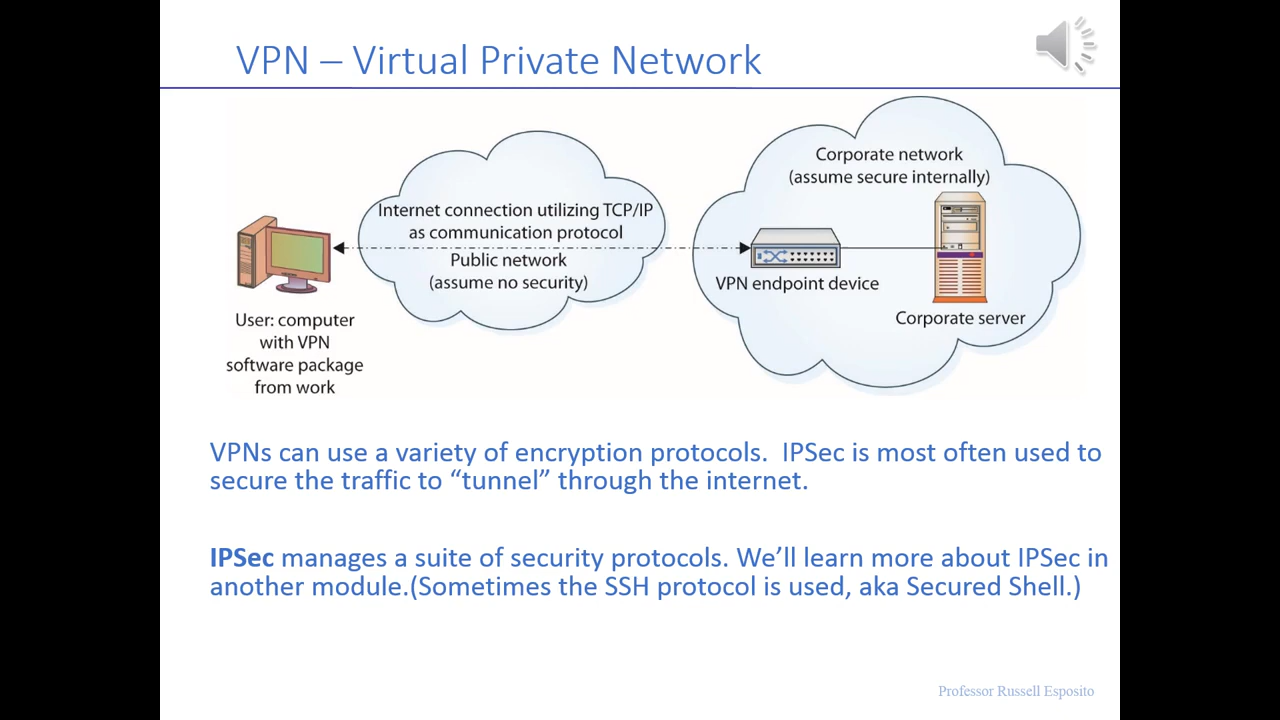 VPN – Virtual Private Network
Internet connection utilizing TCP/IP
as communication protocol
Public network
(assume no security)
Corporate network
(assume secure internally)
VPN endpoint device
Corporate server
User: computer
with VPN
software package
from work
VPNs can use a variety of encryption protocols.  IPSec is most often used to
secure the traffic to “tunnel” through the internet.
IPSec manages a suite of security protocols. We’ll learn more about IPSec in
another module.(Sometimes the SSH protocol is used, aka Secured Shell.)
Professor Russell Esposito